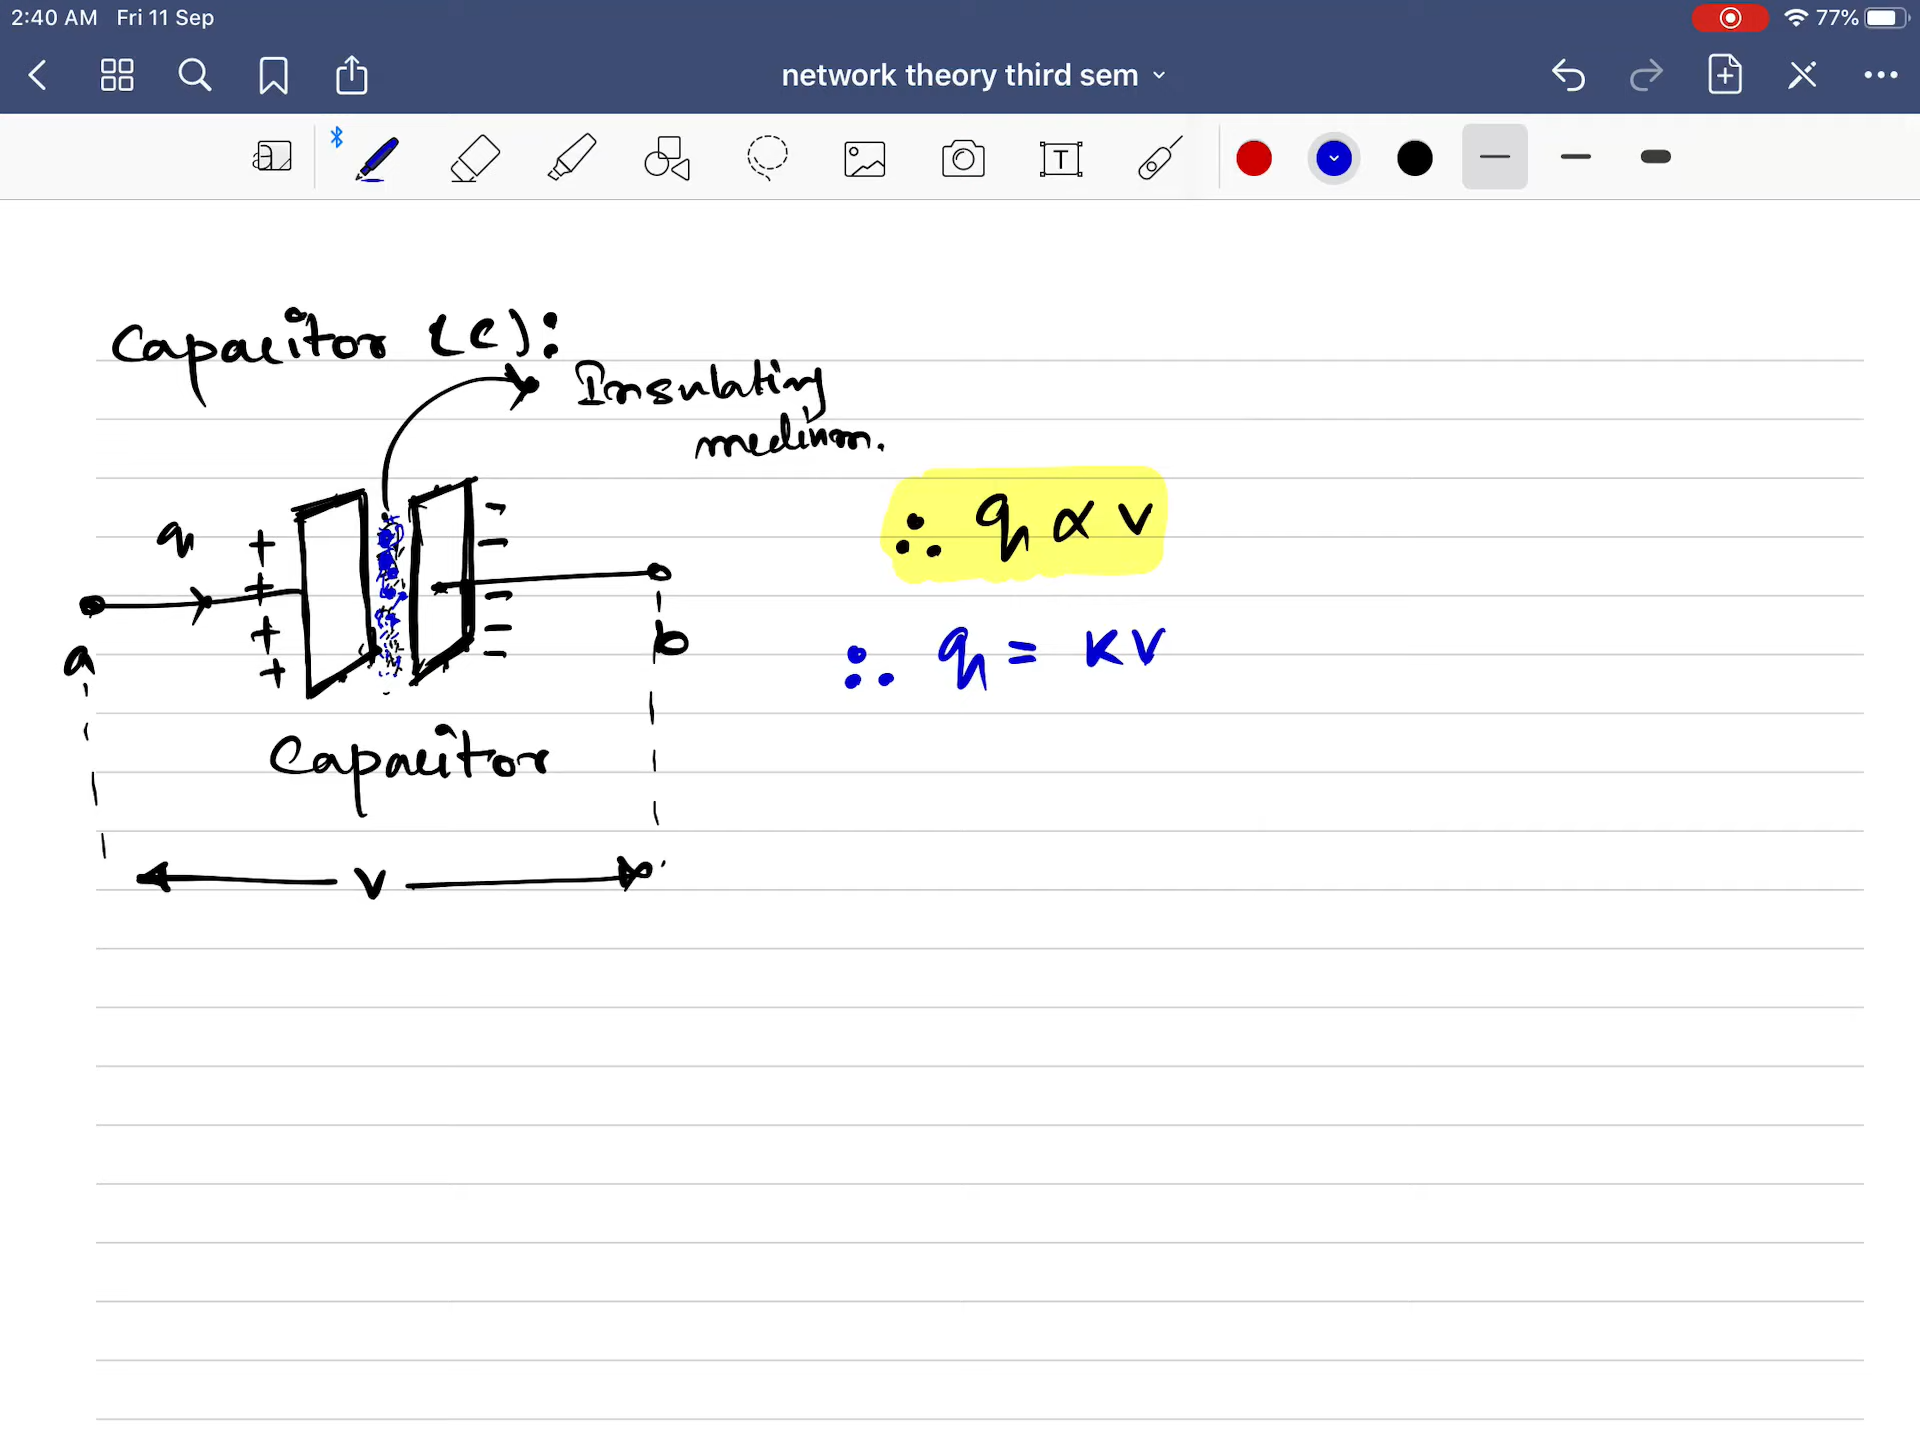 2:40 AM Fri 11 Sep
77%
network theory third sem
T
Capacitor (C):
Insulating
medium.
∴ q ∝ v
q + + + +
- - - - -
∴ q = KV
a b
Capacitor
V